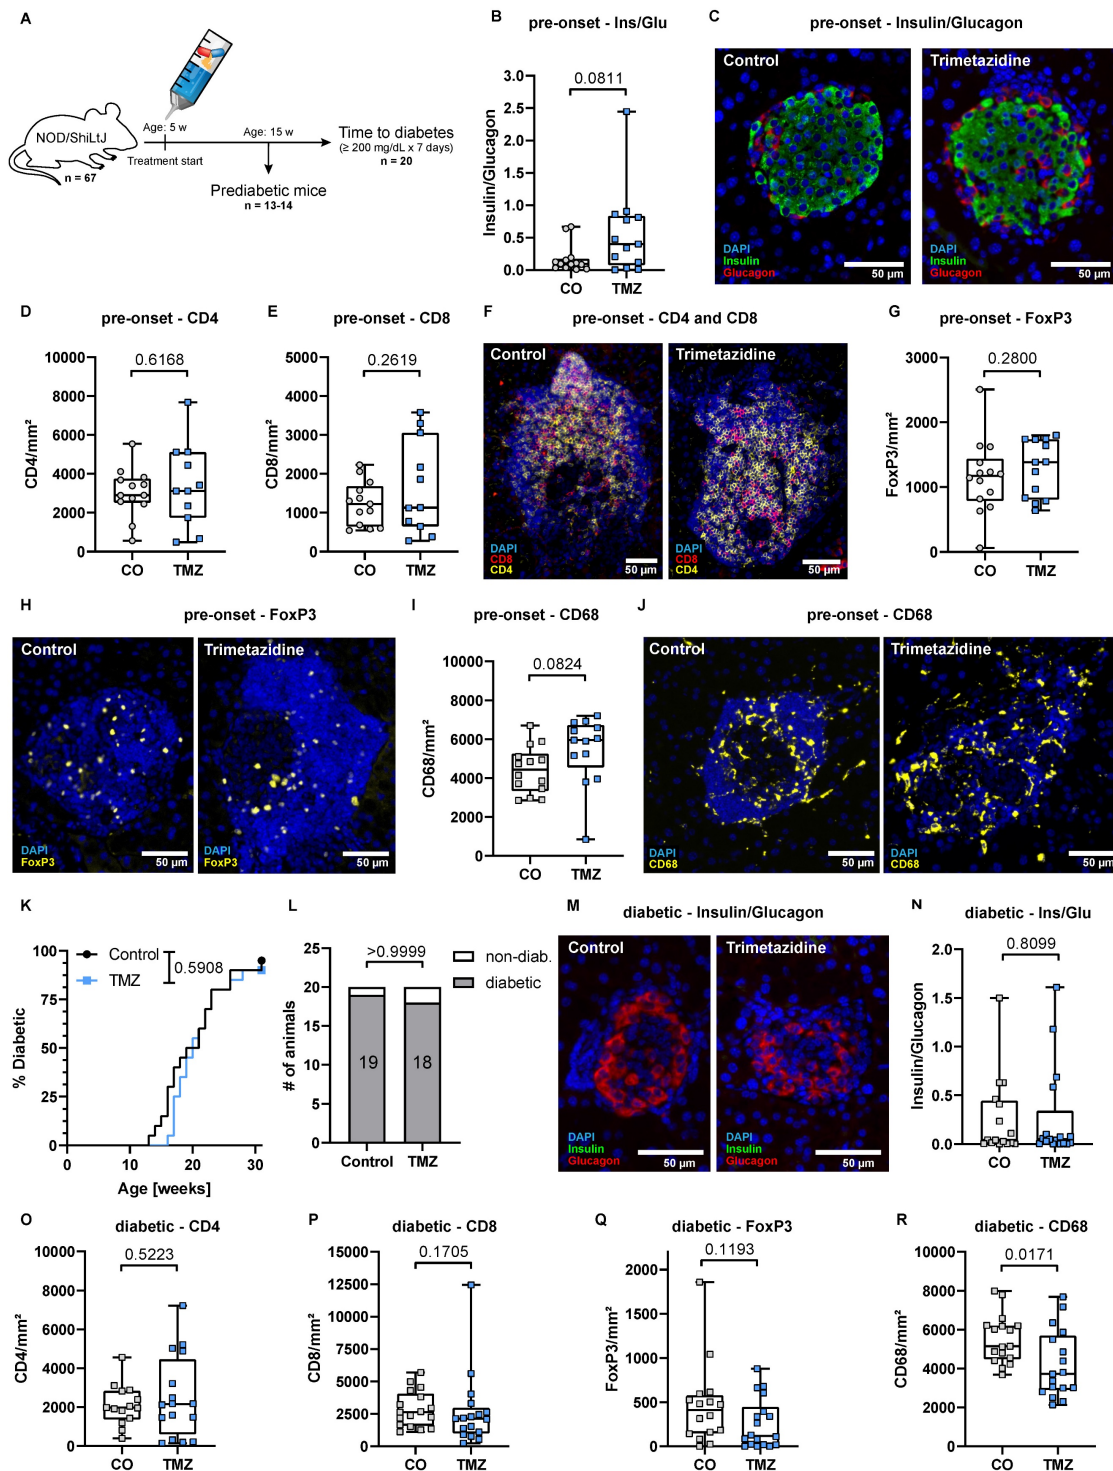 A
NOD/ShiLtJ
n = 67
Age: 5 w
Treatment start
Age: 15 w
Prediabetic mice
n = 13-14
Time to diabetes
(≥ 200 mg/dL x 7 days)
n = 20
B
pre-onset - Ins/Glu
0.0811
Insulin/Glucagon
3.0
2.5
2.0
1.5
1.0
0.5
0.0
CO
TMZ
C
pre-onset - Insulin/Glucagon
Control
DAPI
Insulin
Glucagon
50 µm
Trimetazidine
DAPI
Insulin
Glucagon
50 µm
D
pre-onset - CD4
0.6168
CD4/mm²
10000
8000
6000
4000
2000
0
CO
TMZ
E
pre-onset - CD8
0.2619
CD8/mm²
5000
4000
3000
2000
1000
0
CO
TMZ
F
pre-onset - CD4 and CD8
Control
DAPI
CD8
CD4
50 µm
Trimetazidine
DAPI
CD8
CD4
50 µm
G
pre-onset - FoxP3
0.2800
FoxP3/mm²
3000
2000
1000
0
CO
TMZ
H
pre-onset - FoxP3
Control
DAPI
FoxP3
50 µm
Trimetazidine
DAPI
FoxP3
50 µm
I
pre-onset - CD68
0.0824
CD68/mm²
10000
8000
6000
4000
2000
0
CO
TMZ
J
pre-onset - CD68
Control
DAPI
CD68
50 µm
Trimetazidine
DAPI
CD68
50 µm
K
Control
TMZ
0.5908
% Diabetic
100
75
50
25
0
0
10
20
30
Age [weeks]
L
>0.9999
non-diab.
diabetic
# of animals
25
20
15
10
5
0
19
18
Control
TMZ
M
diabetic - Insulin/Glucagon
Control
DAPI
Insulin
Glucagon
50 µm
Trimetazidine
DAPI
Insulin
Glucagon
50 µm
N
diabetic - Ins/Glu
0.8099
Insulin/Glucagon
2.0
1.5
1.0
0.5
0.0
CO
TMZ
O
diabetic - CD4
0.5223
CD4/mm²
10000
8000
6000
4000
2000
0
CO
TMZ
P
diabetic - CD8
0.1705
CD8/mm²
15000
12500
10000
7500
5000
2500
0
CO
TMZ
Q
diabetic - FoxP3
0.1193
FoxP3/mm²
2000
1500
1000
500
0
CO
TMZ
R
diabetic - CD68
0.0171
CD68/mm²
10000
8000
6000
4000
2000
0
CO
TMZ